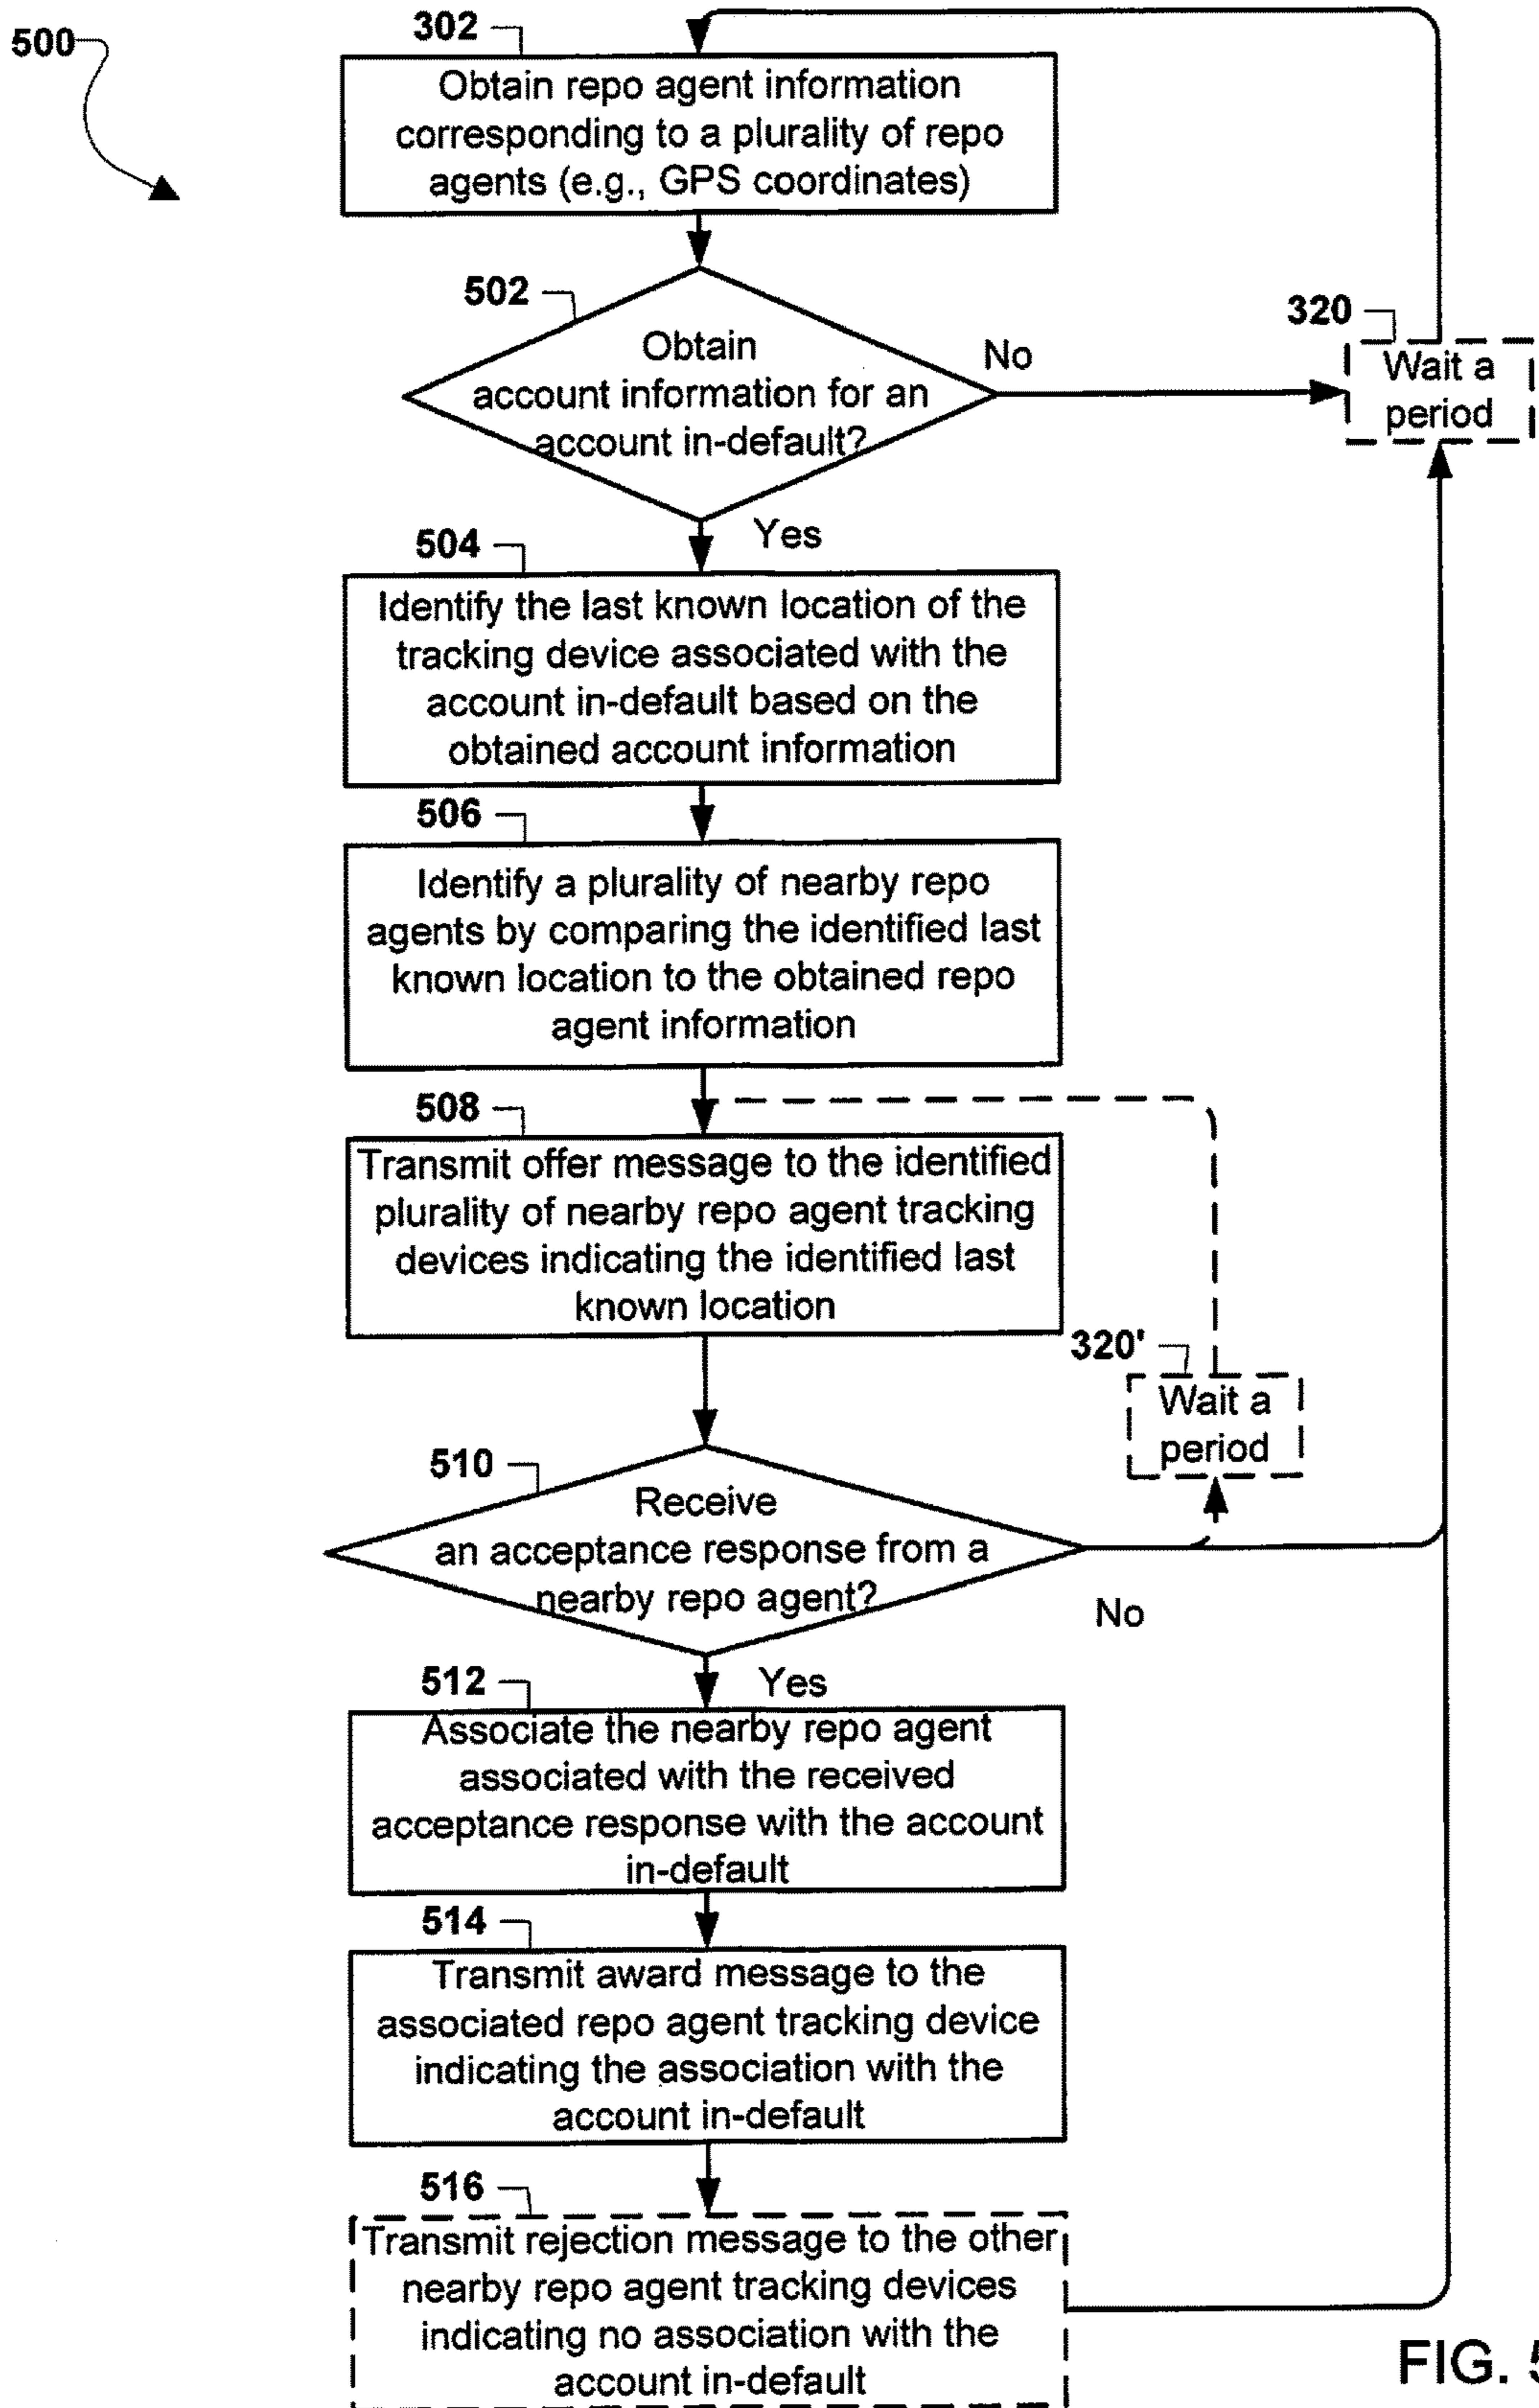 500
302
Obtain repo agent information
corresponding to a plurality of repo
agents (e.g., GPS coordinates)
502
Obtain
account information for an
account in-default?
No
320
Wait a
period
Yes
504
Identify the last known location of the
tracking device associated with the
account in-default based on the
obtained account information
506
Identify a plurality of nearby repo
agents by comparing the identified last
known location to the obtained repo
agent information
508
Transmit offer message to the identified
plurality of nearby repo agent tracking
devices indicating the identified last
known location
320'
Wait a
period
510
Receive
an acceptance response from a
nearby repo agent?
No
Yes
512
Associate the nearby repo agent
associated with the received
acceptance response with the account
in-default
514
Transmit award message to the
associated repo agent tracking device
indicating the association with the
account in-default
516
Transmit rejection message to the other
nearby repo agent tracking devices
indicating no association with the
account in-default
FIG. 5